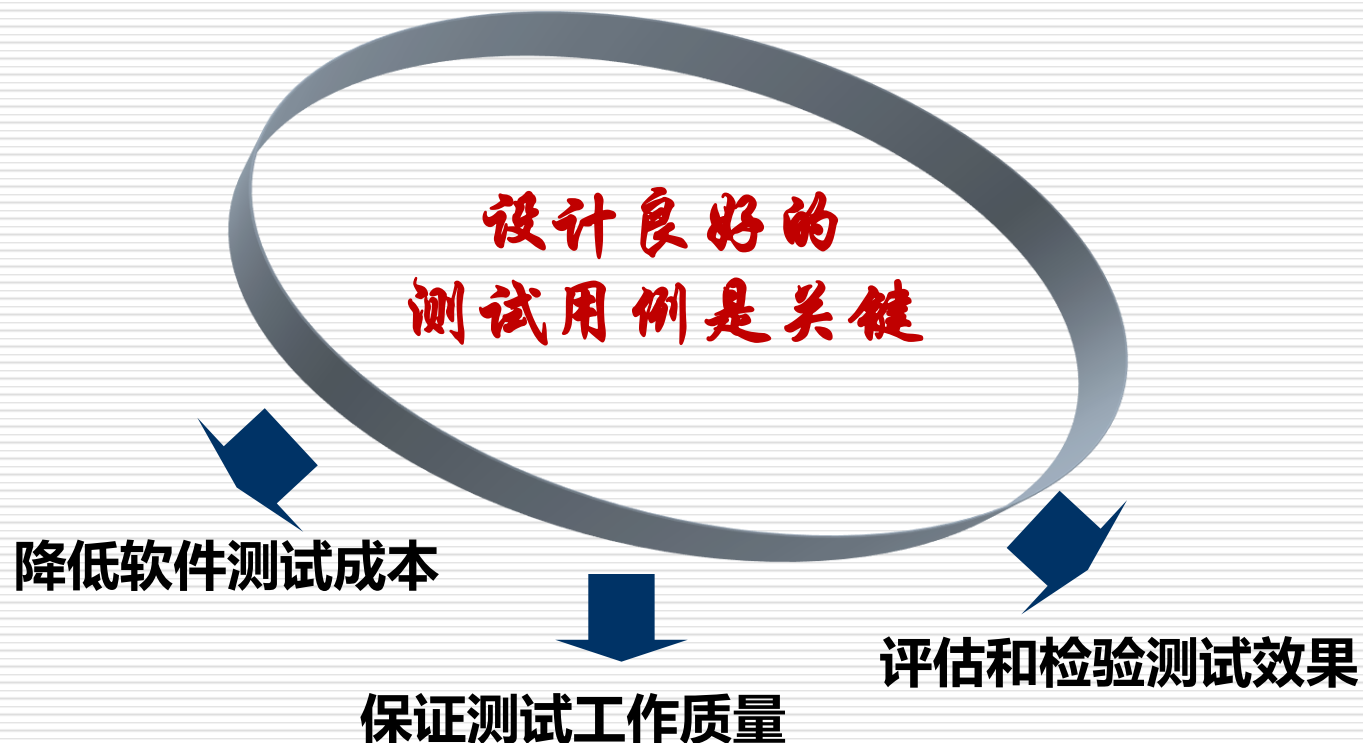 设计良好的
测试用例是关键
降低软件测试成本
评估和检验测试效果
保证测试工作质量